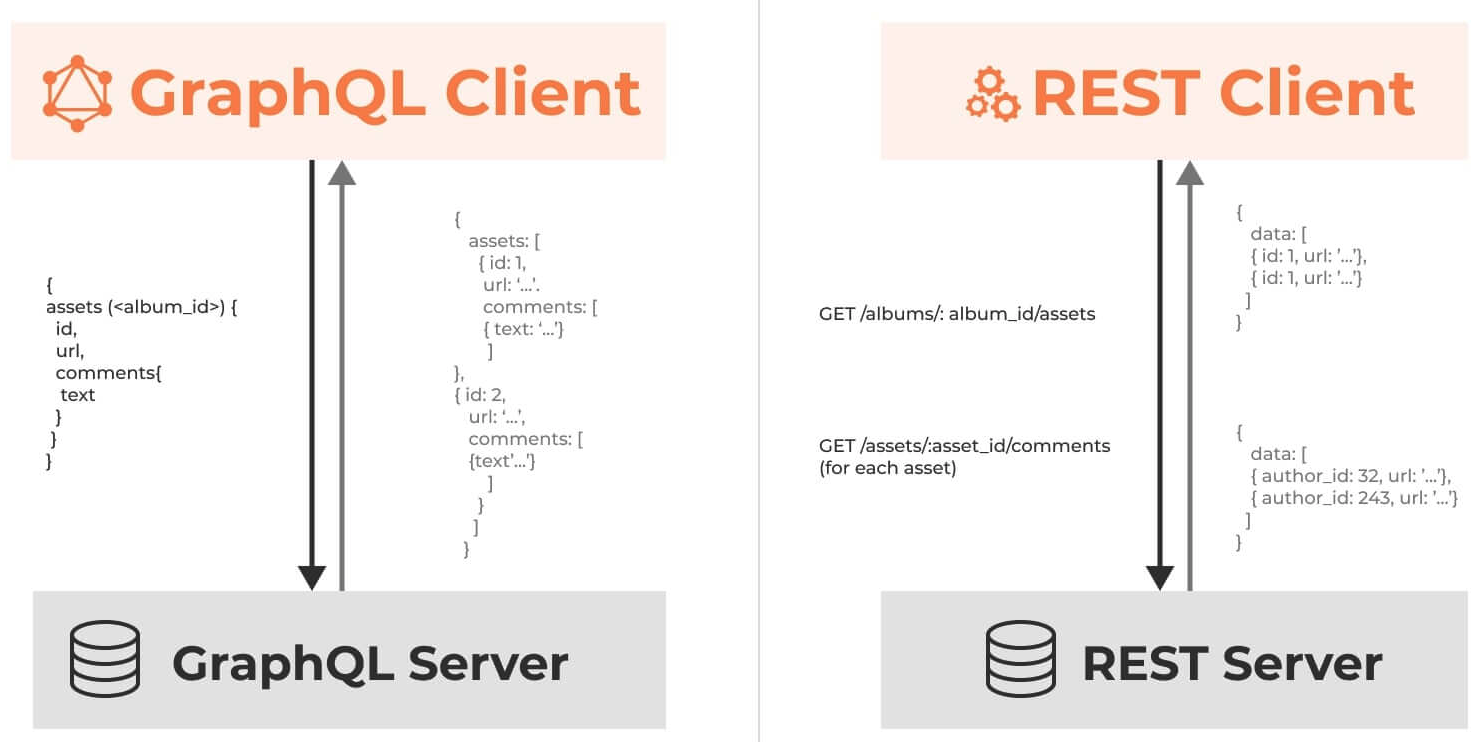 GraphQL Client
{
assets (<album_id>) {
id,
url,
comments{
text
}
}
}
{
assets: [
{ id: 1,
url: ‘...’.
comments: [
{ text: ‘...’}
]
},
{ id: 2,
url: ‘...’,
comments: [
{text’...’}
]
}
]
}
GraphQL Server
REST Client
GET /albums/: album_id/assets
{
data: [
{ id: 1, url: ’...’},
{ id: 1, url: ’...’}
]
}
GET /assets/:asset_id/comments
(for each asset)
{
data: [
{ author_id: 32, url: ’...’},
{ author_id: 243, url: ’...’}
]
}
REST Server